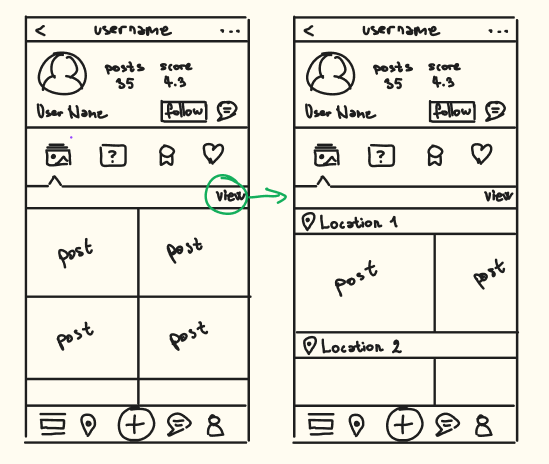 < username ...
posts score
35 4.3
User Name follow
?
View
post post
post post
< username ...
posts score
35 4.3
User Name follow
?
View
Location 1
post post
Location 2